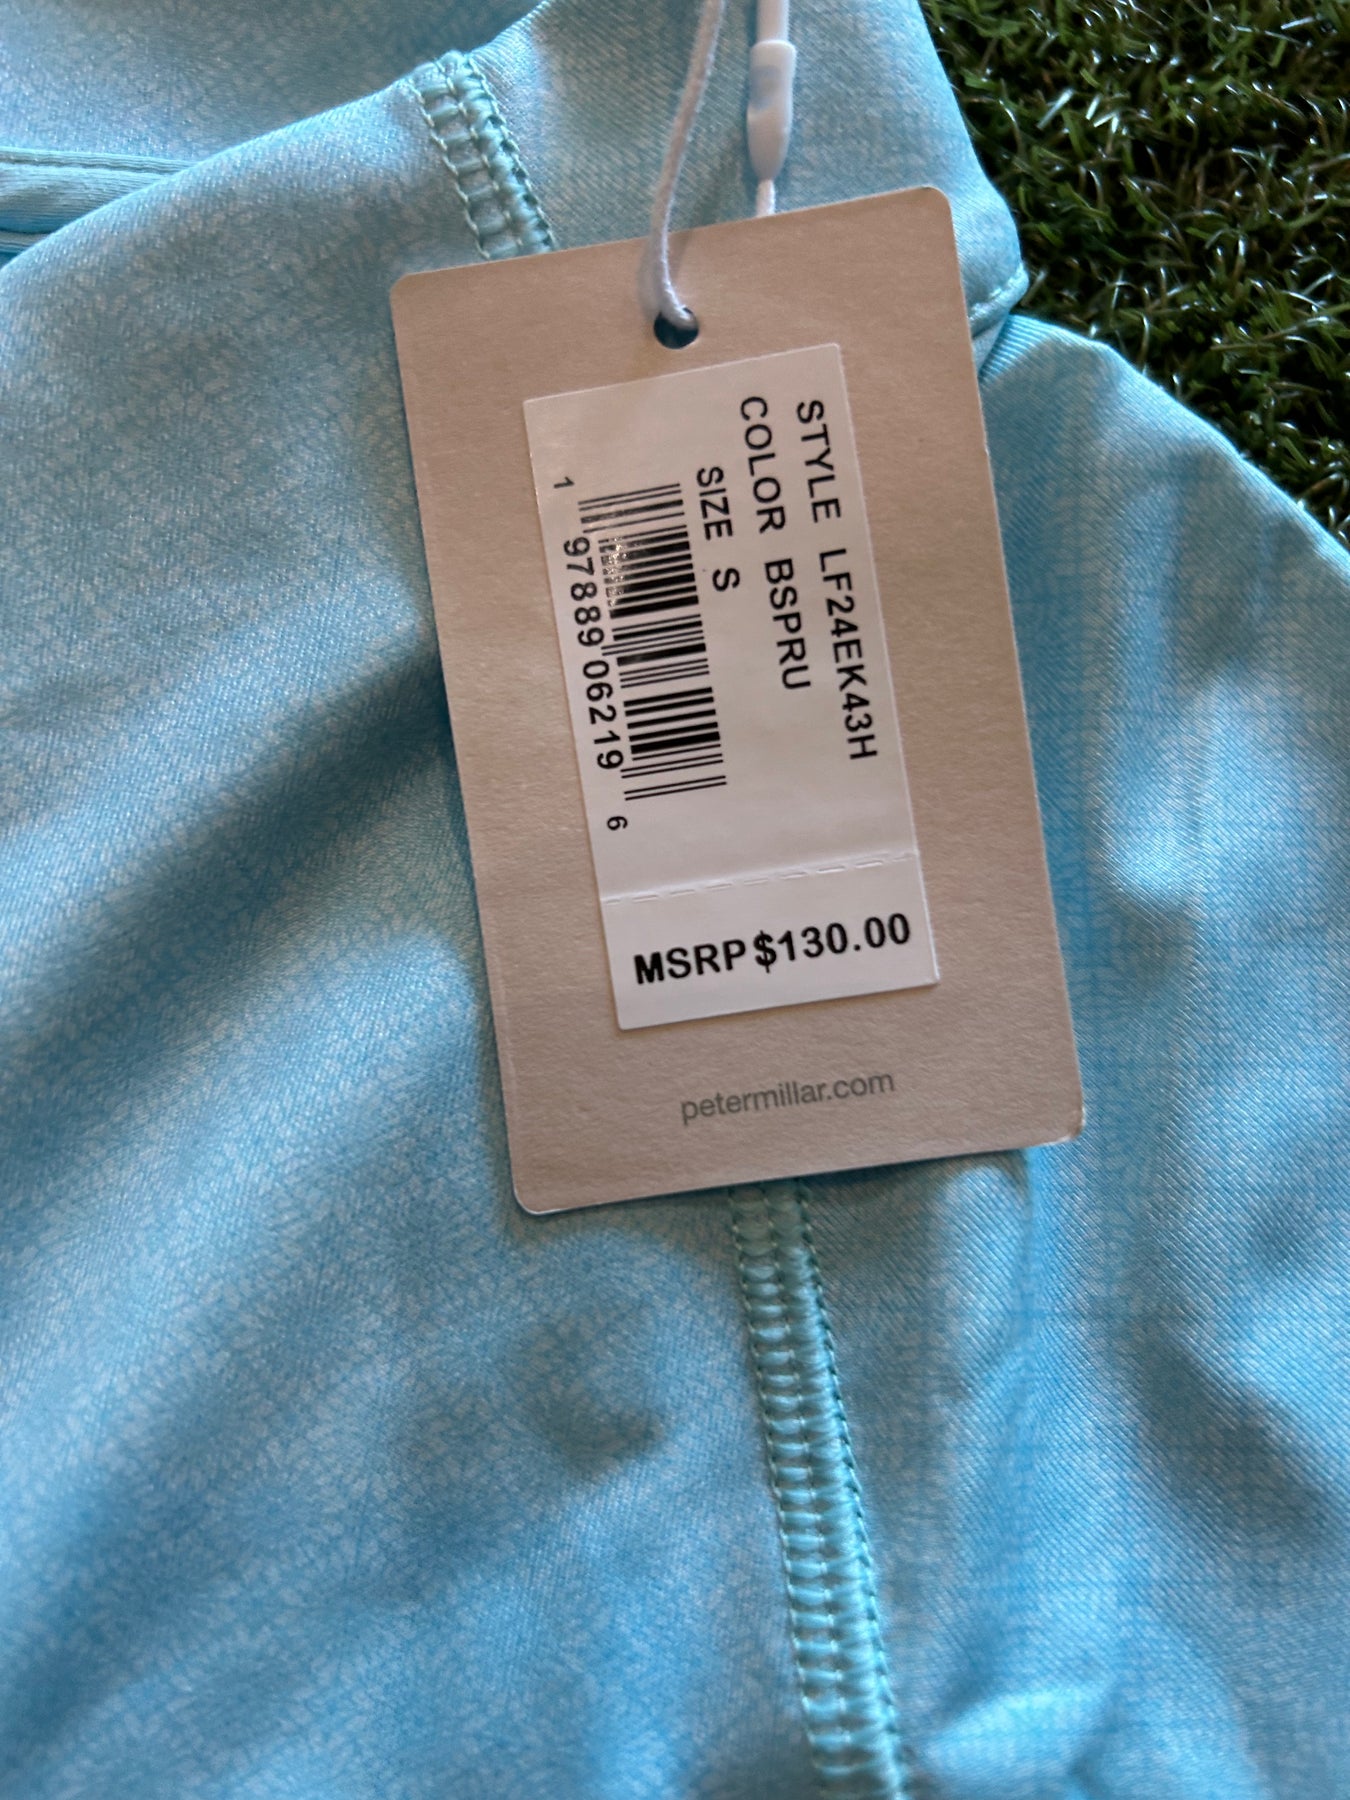 STYLE LF24EK43H
COLOR BSPRU
SIZE S
1 97889 06219 6
MSRP $130.00
petermillar.com